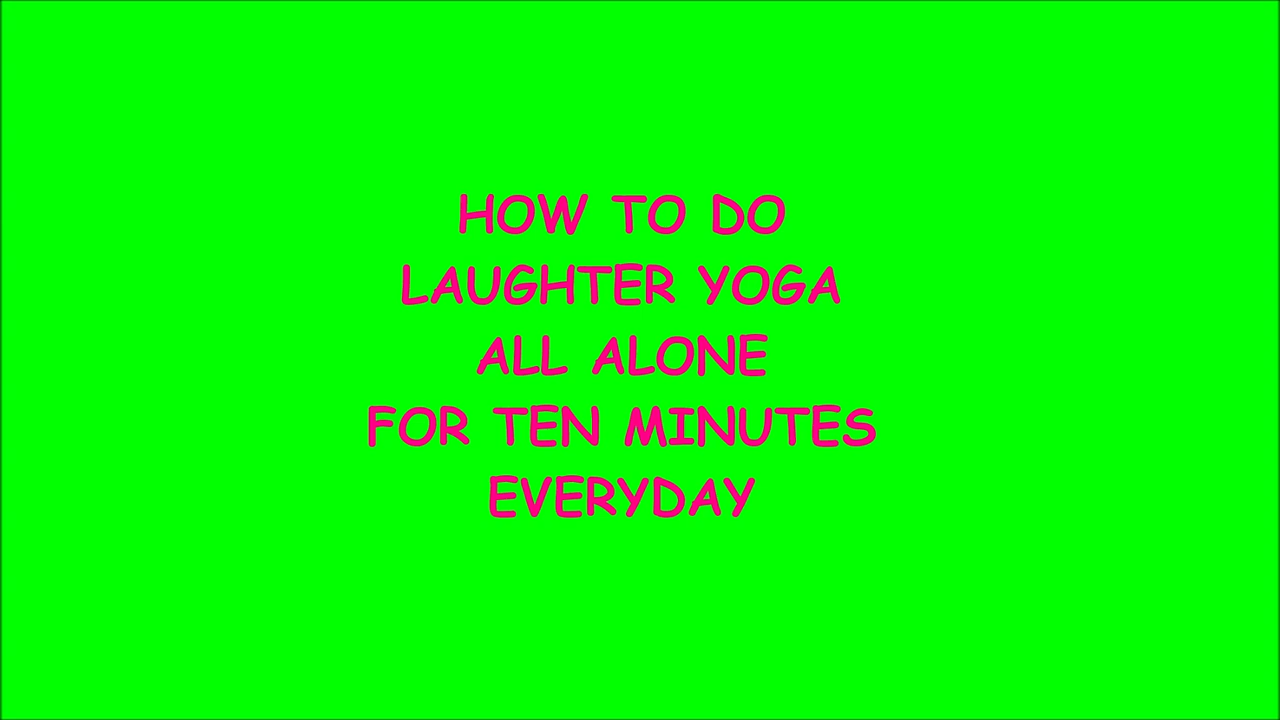 HOW TO DO
LAUGHTER YOGA
ALL ALONE
FOR TEN MINUTES
EVERYDAY